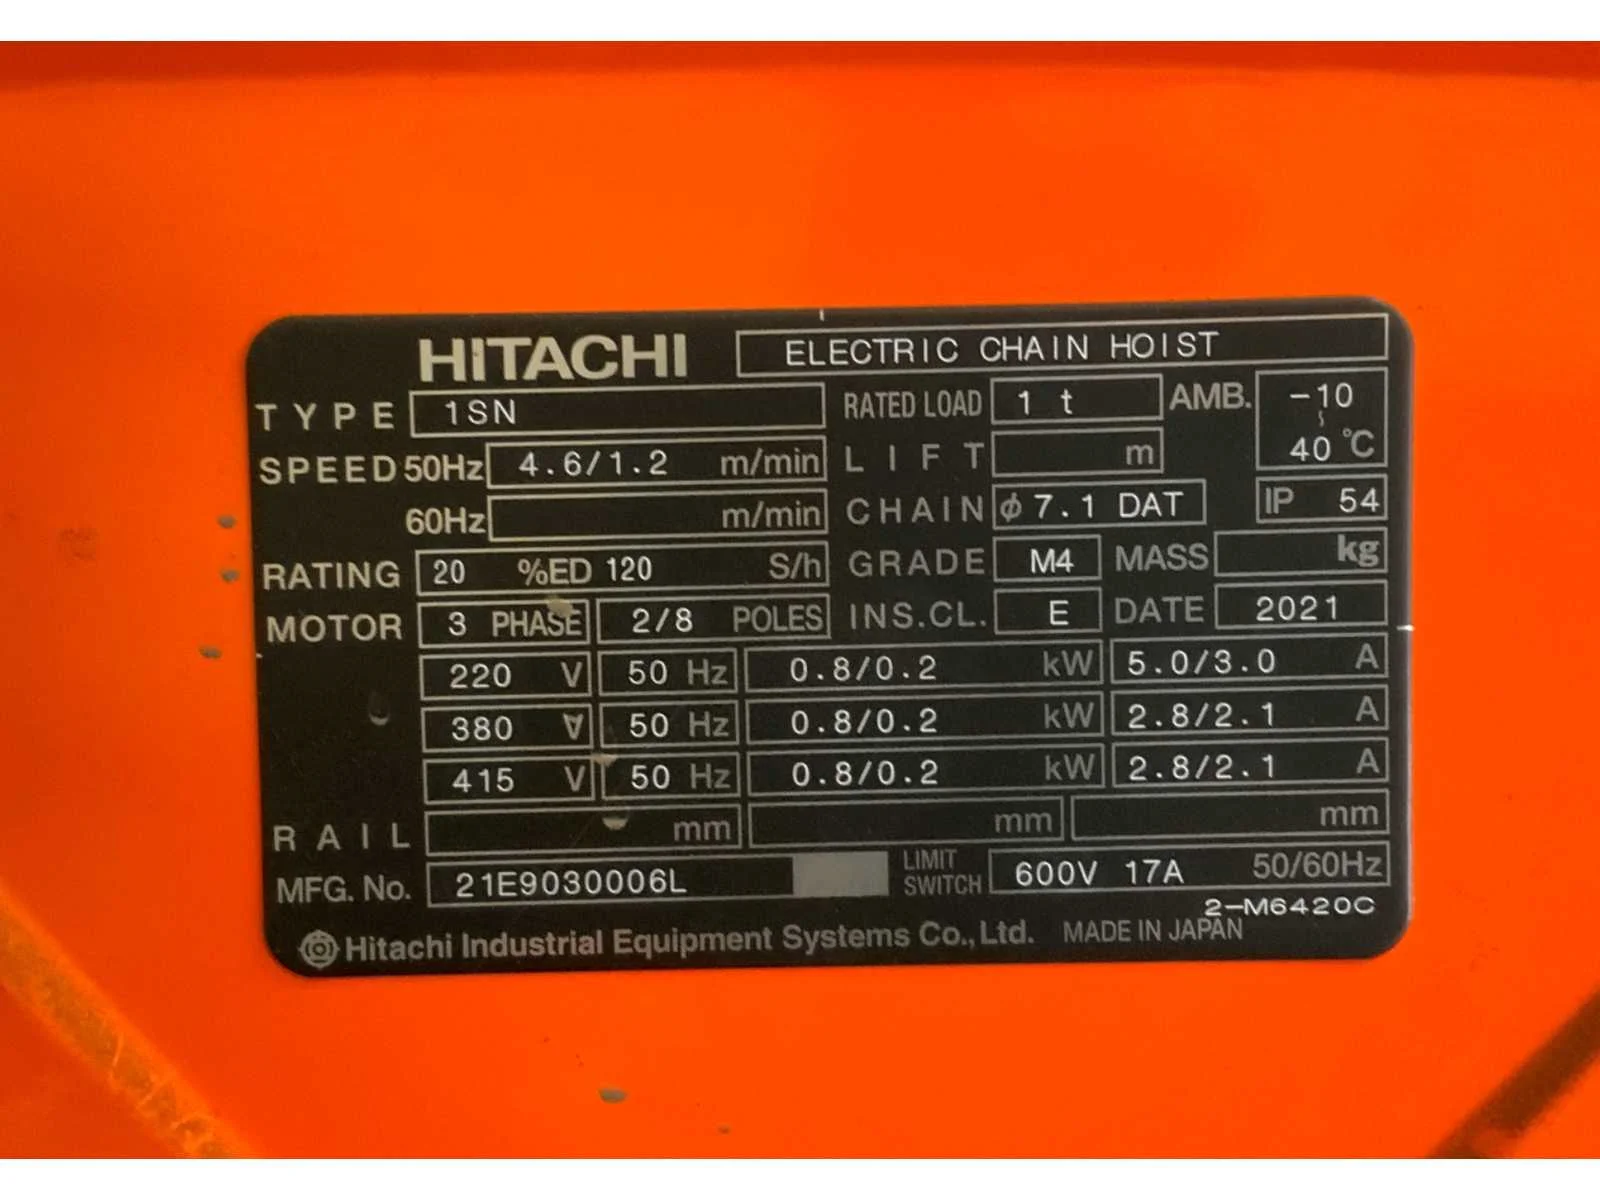 HITACHI ELECTRIC CHAIN HOIST
TYPE 1SN RATED LOAD 1 t AMB. -10 ~ 40 ℃
SPEED 50Hz 4.6/1.2 m/min LIFT m
60Hz m/min CHAIN ϕ7.1 DAT IP 54
RATING 20 %ED 120 S/h GRADE M4 MASS kg
MOTOR 3 PHASE 2/8 POLES INS.CL. E DATE 2021
220 V 50 Hz 0.8/0.2 kW 5.0/3.0 A
380 V 50 Hz 0.8/0.2 kW 2.8/2.1 A
415 V 50 Hz 0.8/0.2 kW 2.8/2.1 A
RAIL mm mm mm
MFG. No. 21E9030006L LIMIT SWITCH 600V 17A 50/60Hz
2-M6420C
Hitachi Industrial Equipment Systems Co., Ltd. MADE IN JAPAN